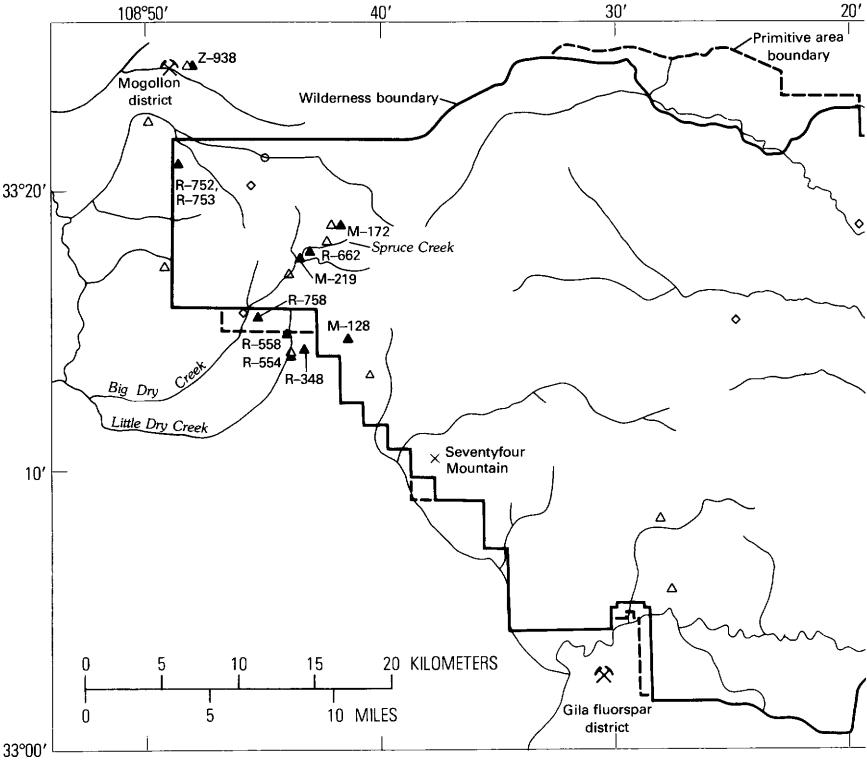 108°50′ 40′ 30′ 20′
Primitive area
boundary
Z–938
Mogollon
district
Wilderness boundary
33°20′
R–752,
R–753
M–172
Spruce Creek
R–662
M–219
R–758
M–128
R–558
R–554
R–348
Big Dry Creek
Little Dry Creek
10′
Seventyfour
Mountain
0 5 10 15 20 KILOMETERS
0 5 10 MILES
Gila fluorspar
district
33°00′